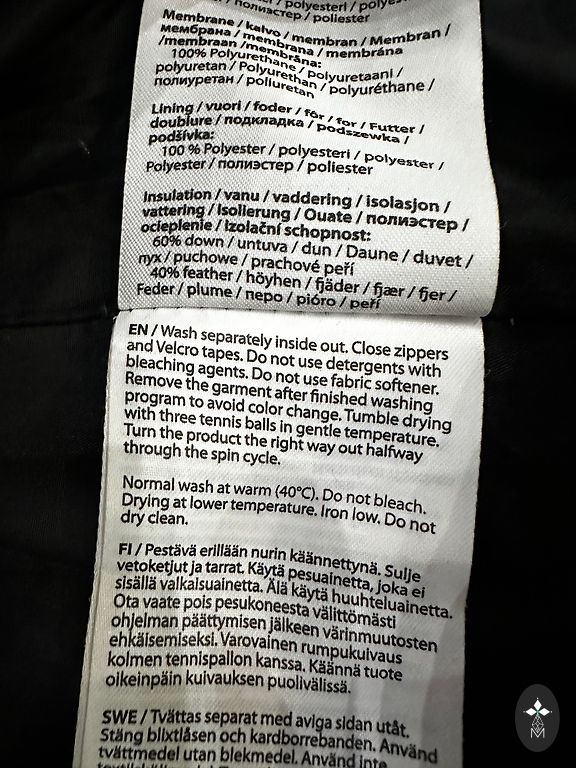 полиэстер / poliester
Membrane / kalvo / membran / Membran /
мембрана / membrana / membrána
/membraan /membrāna:
100% Polyurethane / polyuretaani /
polyuretan / Polyurethan / polyuréthane /
полиуретан / poliuretan
Lining / vuori / foder / fôr / for / Futter /
doublure / подкладка / podszewka /
podšívka:
100 % Polyester / polyesteri / polyester /
Polyester / полиэстер / poliester
Insulation / vanu / vaddering / isolasjon /
vattering / Isolierung / Ouate / полиэстер /
ocieplenie / Izolační schopnost:
60% down / untuva / dun / Daune / duvet /
пух / puchowe / prachové peří
40% feather / höyhen / fjäder / fjær / fjer /
Feder / plume / перо / pióro / peří
EN / Wash separately inside out. Close zippers
and Velcro tapes. Do not use detergents with
bleaching agents. Do not use fabric softener.
Remove the garment after finished washing
program to avoid color change. Tumble drying
with three tennis balls in gentle temperature.
Turn the product the right way out halfway
through the spin cycle.
Normal wash at warm (40°C). Do not bleach.
Drying at lower temperature. Iron low. Do not
dry clean.
FI / Pestävä erillään nurin käännettynä. Sulje
vetoketjut ja tarrat. Käytä pesuainetta, joka ei
sisällä valkaisuainetta. Älä käytä huuhteluainetta.
Ota vaate pois pesukoneesta välittömästi
ohjelman päättymisen jälkeen värinmuutosten
ehkäisemiseksi. Varovainen rumpukuivaus
kolmen tennispallon kanssa. Käännä tuote
oikeinpäin kuivauksen puolivälissä.
SWE / Tvättas separat med aviga sidan utåt.
Stäng blixtlåsen och kardborrebanden. Använd
tvättmedel utan blekmedel. Använd inte